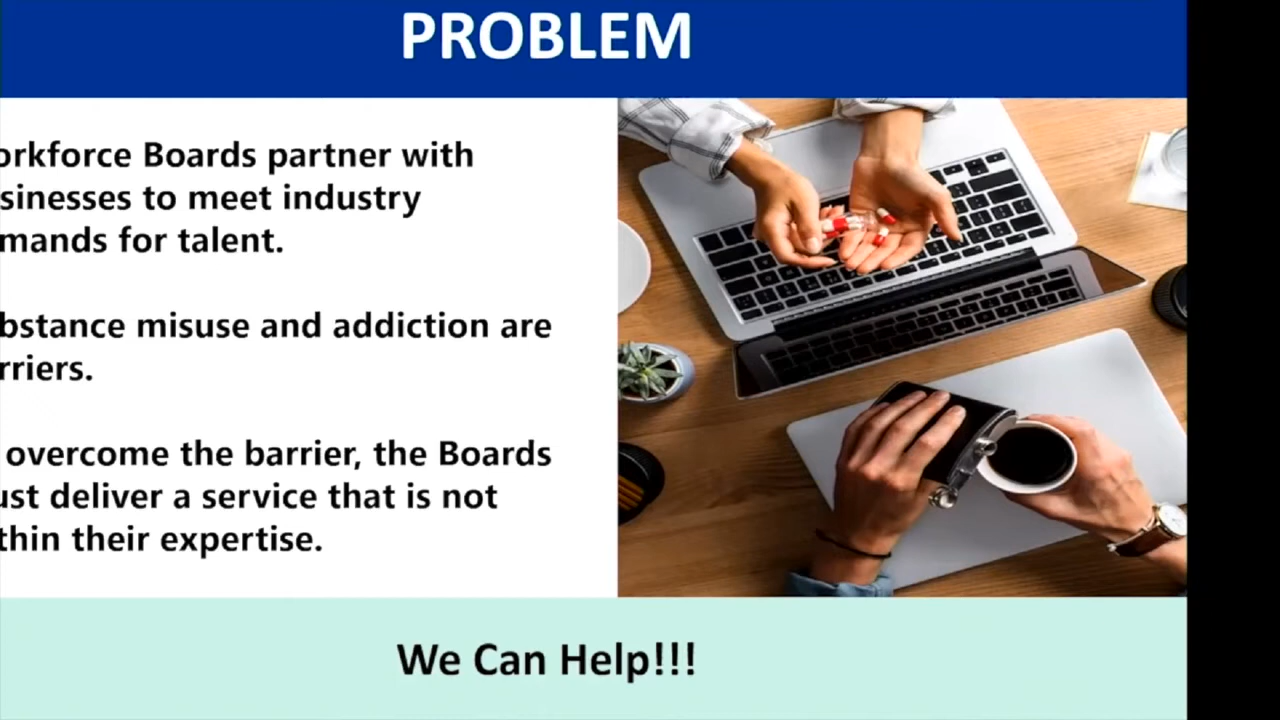 PROBLEM
orkforce Boards partner with
sinesses to meet industry
mands for talent.
bstance misuse and addiction are
rriers.
overcome the barrier, the Boards
ust deliver a service that is not
thin their expertise.
We Can Help!!!